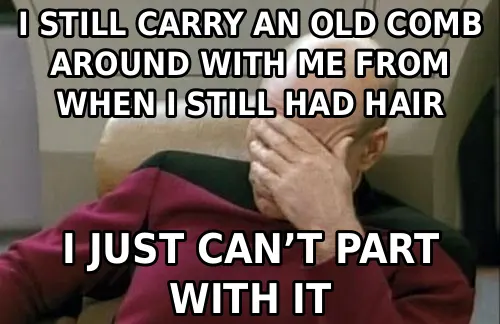 I STILL CARRY AN OLD COMB
AROUND WITH ME FROM
WHEN I STILL HAD HAIR
I JUST CAN’T PART
WITH IT